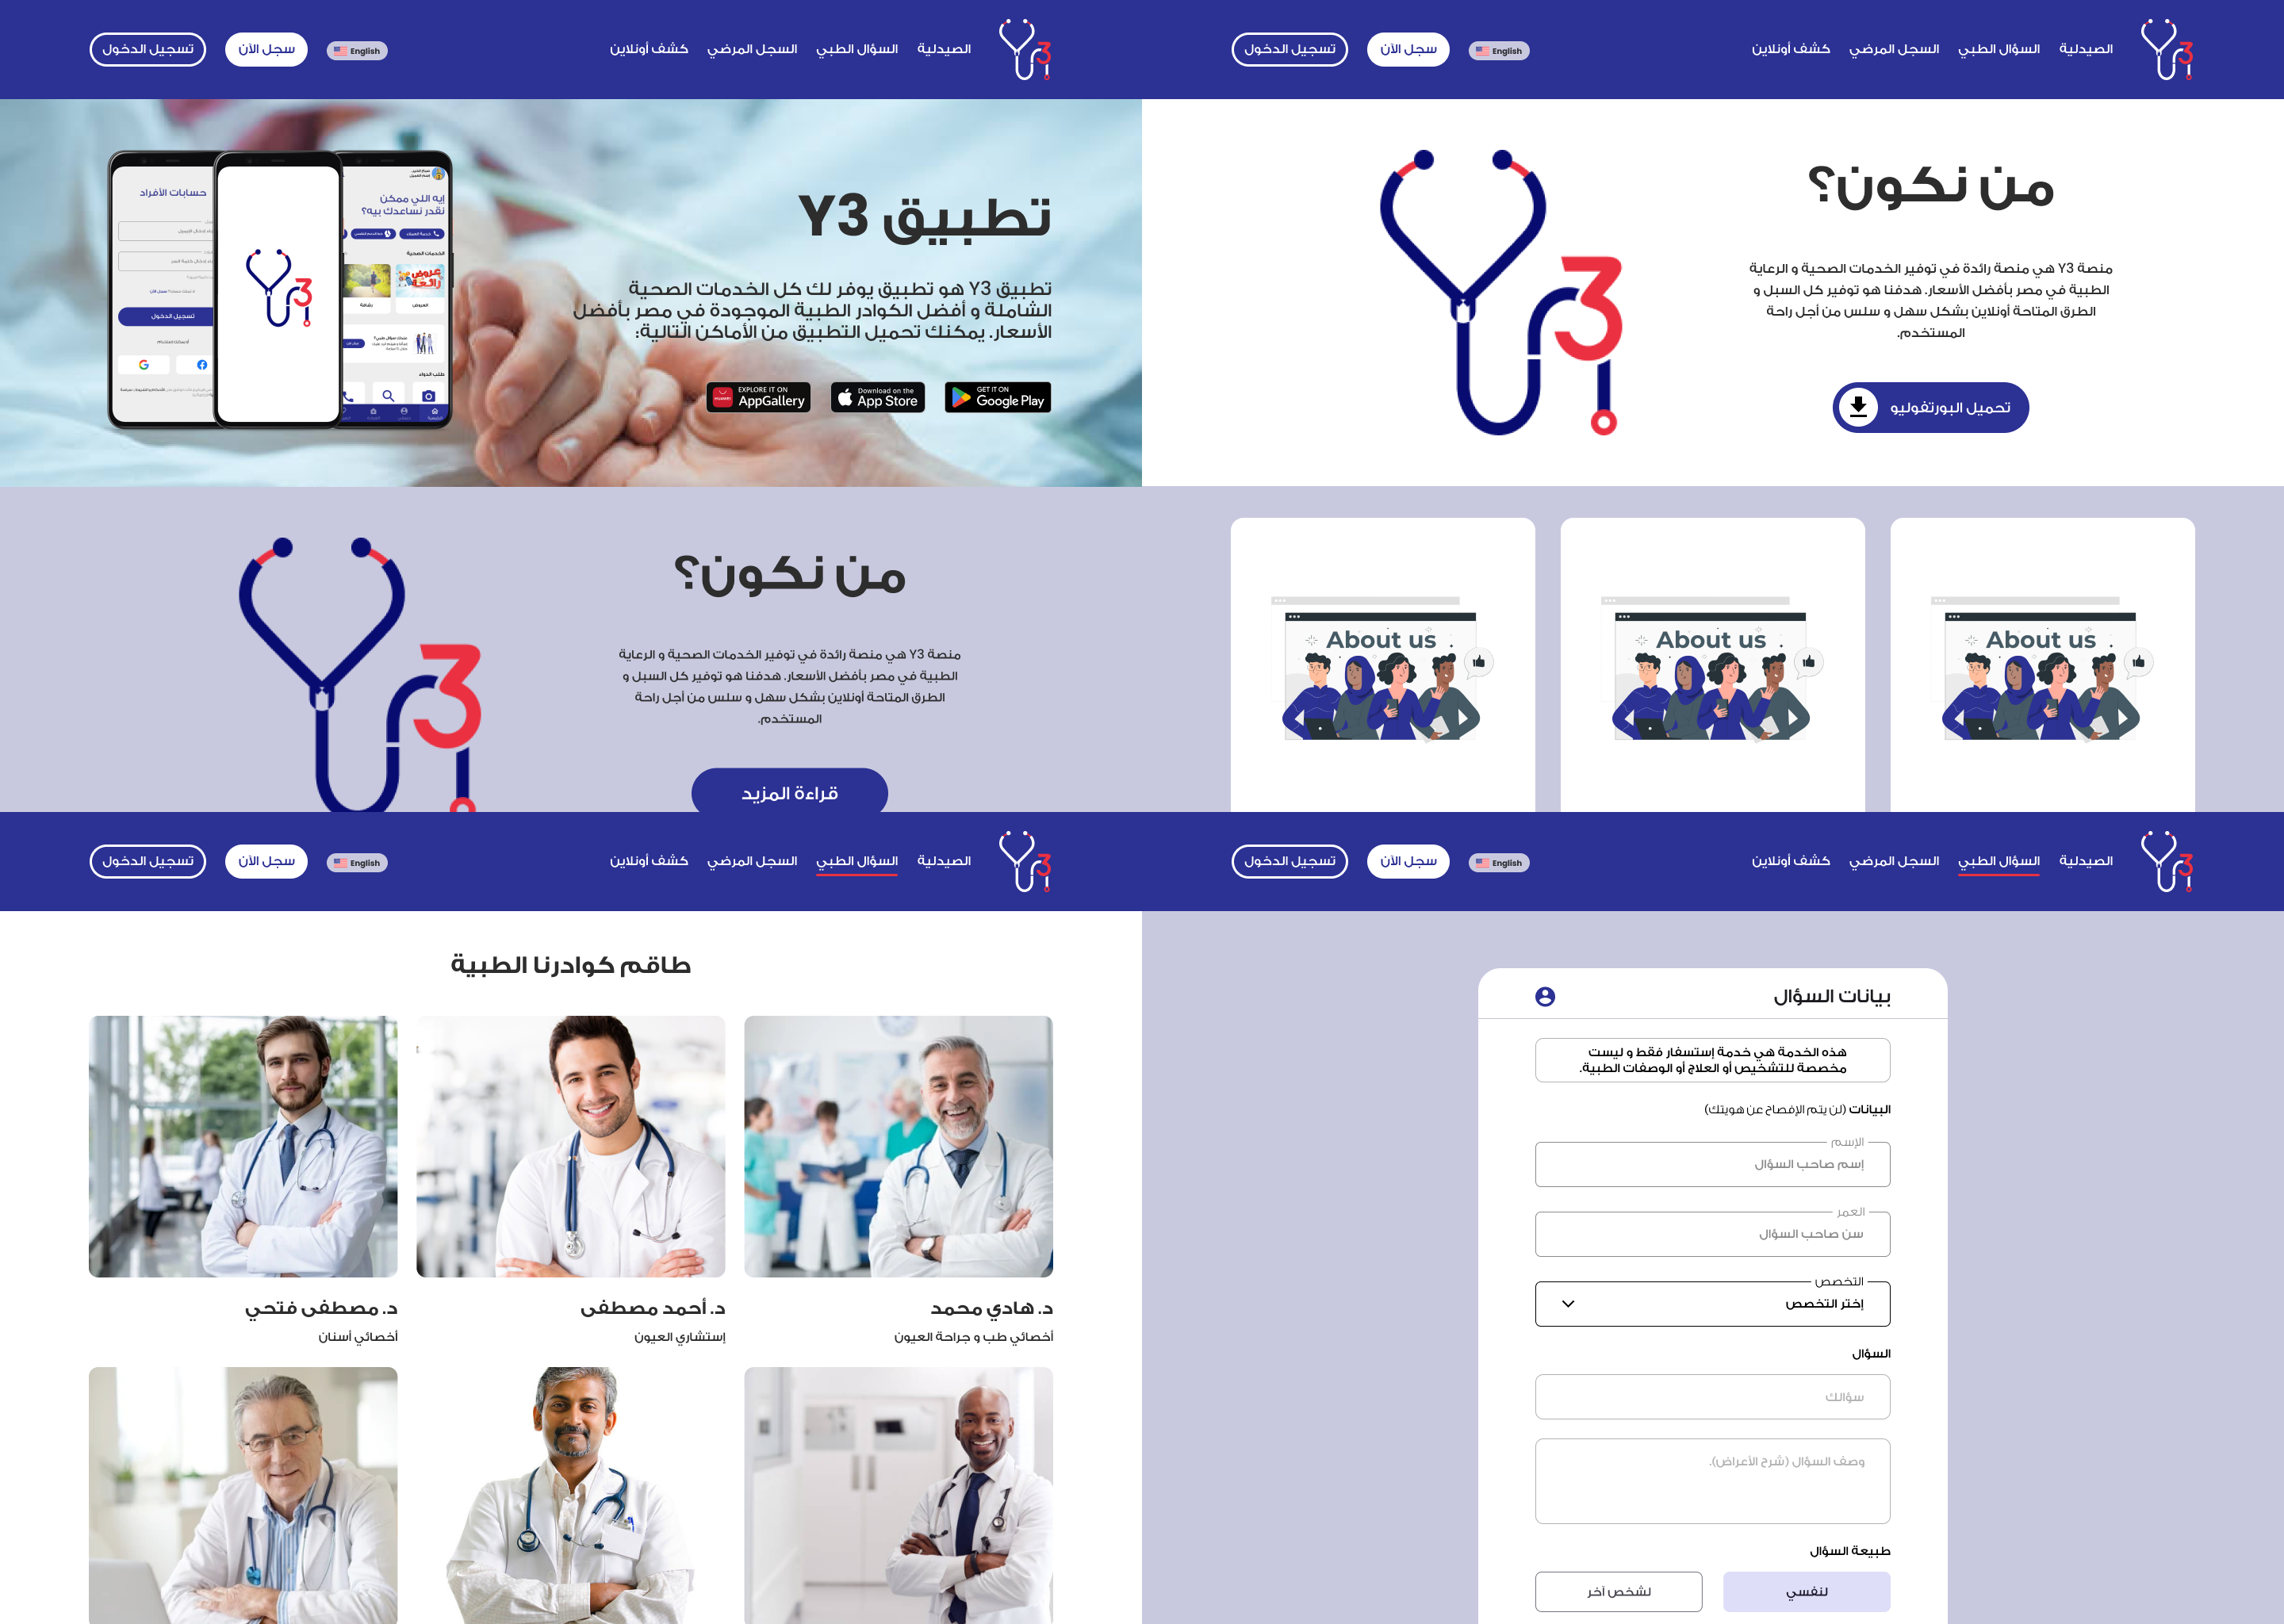 الصيدلية
السؤال الطبي
السجل المرضي
كشف أونلاين
English
سجل الآن
تسجيل الدخول
تطبيق Y3
تطبيق Y3 هو تطبيق يوفر لك كل الخدمات الصحية
الشاملة و أفضل الكوادر الطبية الموجودة في مصر بأفضل
الأسعار. يمكنك تحميل التطبيق من الأماكن التالية:
GET IT ON
Google Play
Download on the
App Store
EXPLORE IT ON
AppGallery
إيه اللي ممكن
نقدر نساعدك بيه؟
الخدمات الصحية
عروض
رائعة
العروض
طلب الدواء
حسابات الأفراد
تسجيل الدخول
من نكون؟
منصة Y3 هي منصة رائدة في توفير الخدمات الصحية و الرعاية
الطبية في مصر بأفضل الأسعار. هدفنا هو توفير كل السبل و
الطرق المتاحة أونلاين بشكل سهل و سلس من أجل راحة
المستخدم.
قراءة المزيد
الصيدلية
السؤال الطبي
السجل المرضي
كشف أونلاين
English
سجل الآن
تسجيل الدخول
من نكون؟
منصة Y3 هي منصة رائدة في توفير الخدمات الصحية و الرعاية
الطبية في مصر بأفضل الأسعار. هدفنا هو توفير كل السبل و
الطرق المتاحة أونلاين بشكل سهل و سلس من أجل راحة
المستخدم.
تحميل البورتفوليو
About us
About us
About us
الصيدلية
السؤال الطبي
السجل المرضي
كشف أونلاين
English
سجل الآن
تسجيل الدخول
طاقم كوادرنا الطبية
د. هادي محمد
أخصائي طب و جراحة العيون
د. أحمد مصطفى
إستشاري العيون
د. مصطفى فتحي
أخصائي أسنان
الصيدلية
السؤال الطبي
السجل المرضي
كشف أونلاين
English
سجل الآن
تسجيل الدخول
بيانات السؤال
هذه الخدمة هي خدمة إستسفار فقط و ليست
مخصصة للتشخيص أو العلاج أو الوصفات الطبية.
البيانات (لن يتم الإفصاح عن هويتك)
الإسم
إسم صاحب السؤال
العمر
سن صاحب السؤال
التخصص
إختر التخصص
السؤال
سؤالك
وصف السؤال (شرح الأعراض).
طبيعة السؤال
لنفسي
لشخص آخر